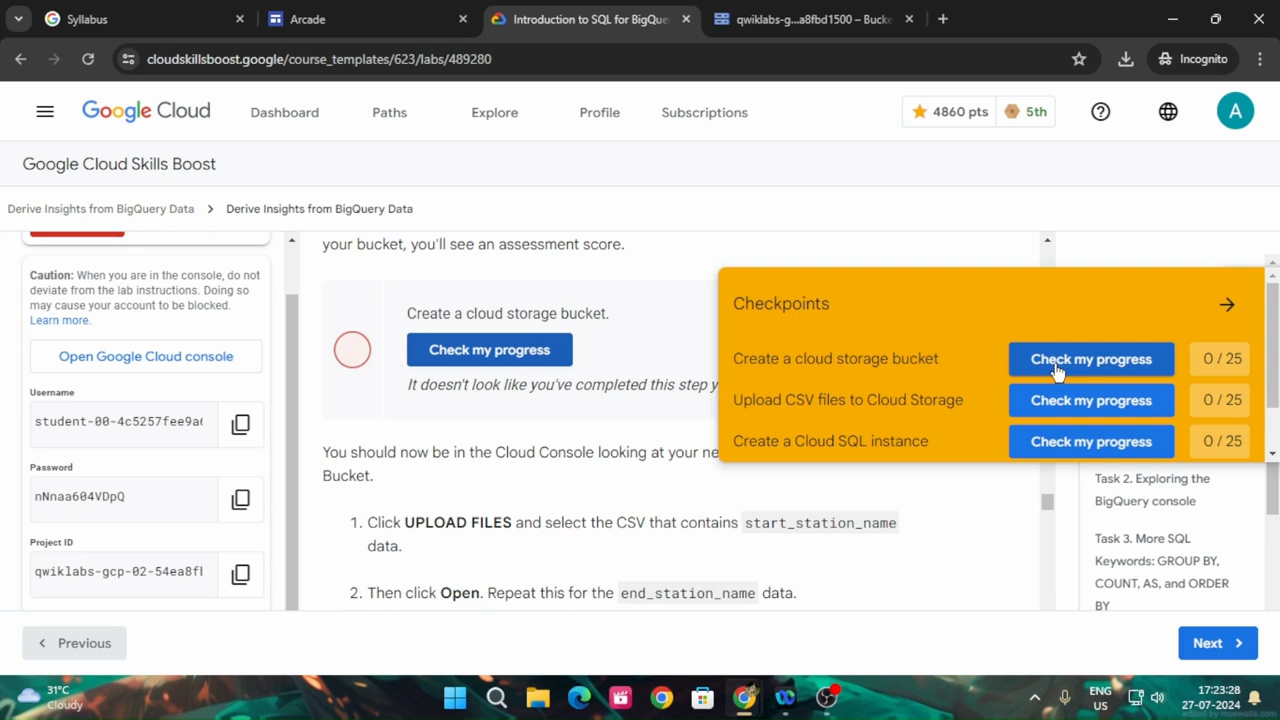 Syllabus
Arcade
Introduction to SQL for BigQue
qwiklabs-g...a8fbd1500 – Bucke
cloudskillsboost.google/course_templates/623/labs/489280
Incognito
Google Cloud
Dashboard
Paths
Explore
Profile
Subscriptions
4860 pts
5th
A
Google Cloud Skills Boost
Derive Insights from BigQuery Data
Derive Insights from BigQuery Data
Caution: When you are in the console, do not
deviate from the lab instructions. Doing so
may cause your account to be blocked.
Learn more.
Open Google Cloud console
Username
student-00-4c5257fee9a
Password
nNnaa604VDpQ
Project ID
qwiklabs-gcp-02-54ea8f
your bucket, you'll see an assessment score.
Create a cloud storage bucket.
Check my progress
It doesn't look like you've completed this step y
You should now be in the Cloud Console looking at your ne
Bucket.
1. Click UPLOAD FILES and select the CSV that contains start_station_name
data.
2. Then click Open. Repeat this for the end_station_name data.
Checkpoints
Create a cloud storage bucket
Check my progress
0 / 25
Upload CSV files to Cloud Storage
Check my progress
0 / 25
Create a Cloud SQL instance
Check my progress
0 / 25
Task 2. Exploring the
BigQuery console
Task 3. More SQL
Keywords: GROUP BY,
COUNT, AS, and ORDER
BY
Previous
Next
31°C
Cloudy
ENG
US
17:23:28
27-07-2024